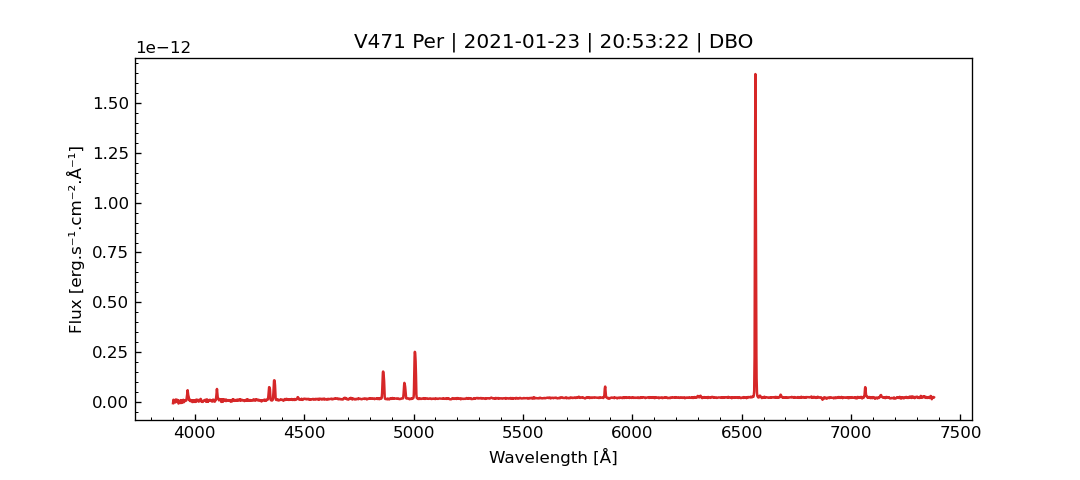 V471 Per | 2021-01-23 | 20:53:22 | DBO
1e−12
Flux [erg.s⁻¹.cm⁻².Å⁻¹]
1.50
1.25
1.00
0.75
0.50
0.25
0.00
4000 4500 5000 5500 6000 6500 7000 7500
Wavelength [Å]